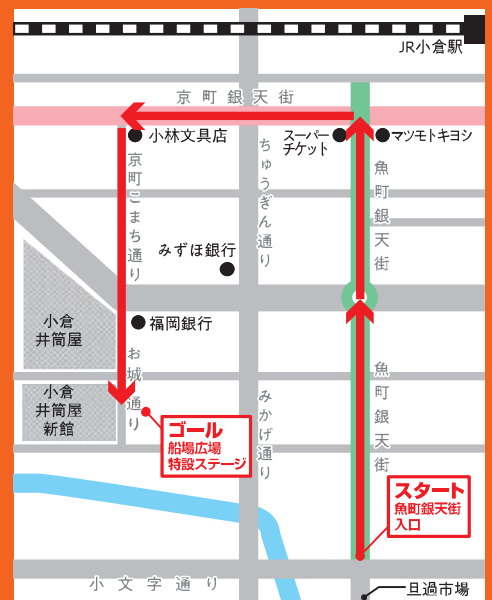 JR小倉駅
京町銀天街
小林文具店
スーパー
チケット
マツモトキヨシ
京町こまち通り
ちゅうぎん通り
魚町銀天街
みずほ銀行
小倉
井筒屋
福岡銀行
お城通り
小倉
井筒屋
新館
みかげ通り
魚町銀天街
ゴール
船場広場
特設ステージ
スタート
魚町銀天街
入口
小文字通り
旦過市場